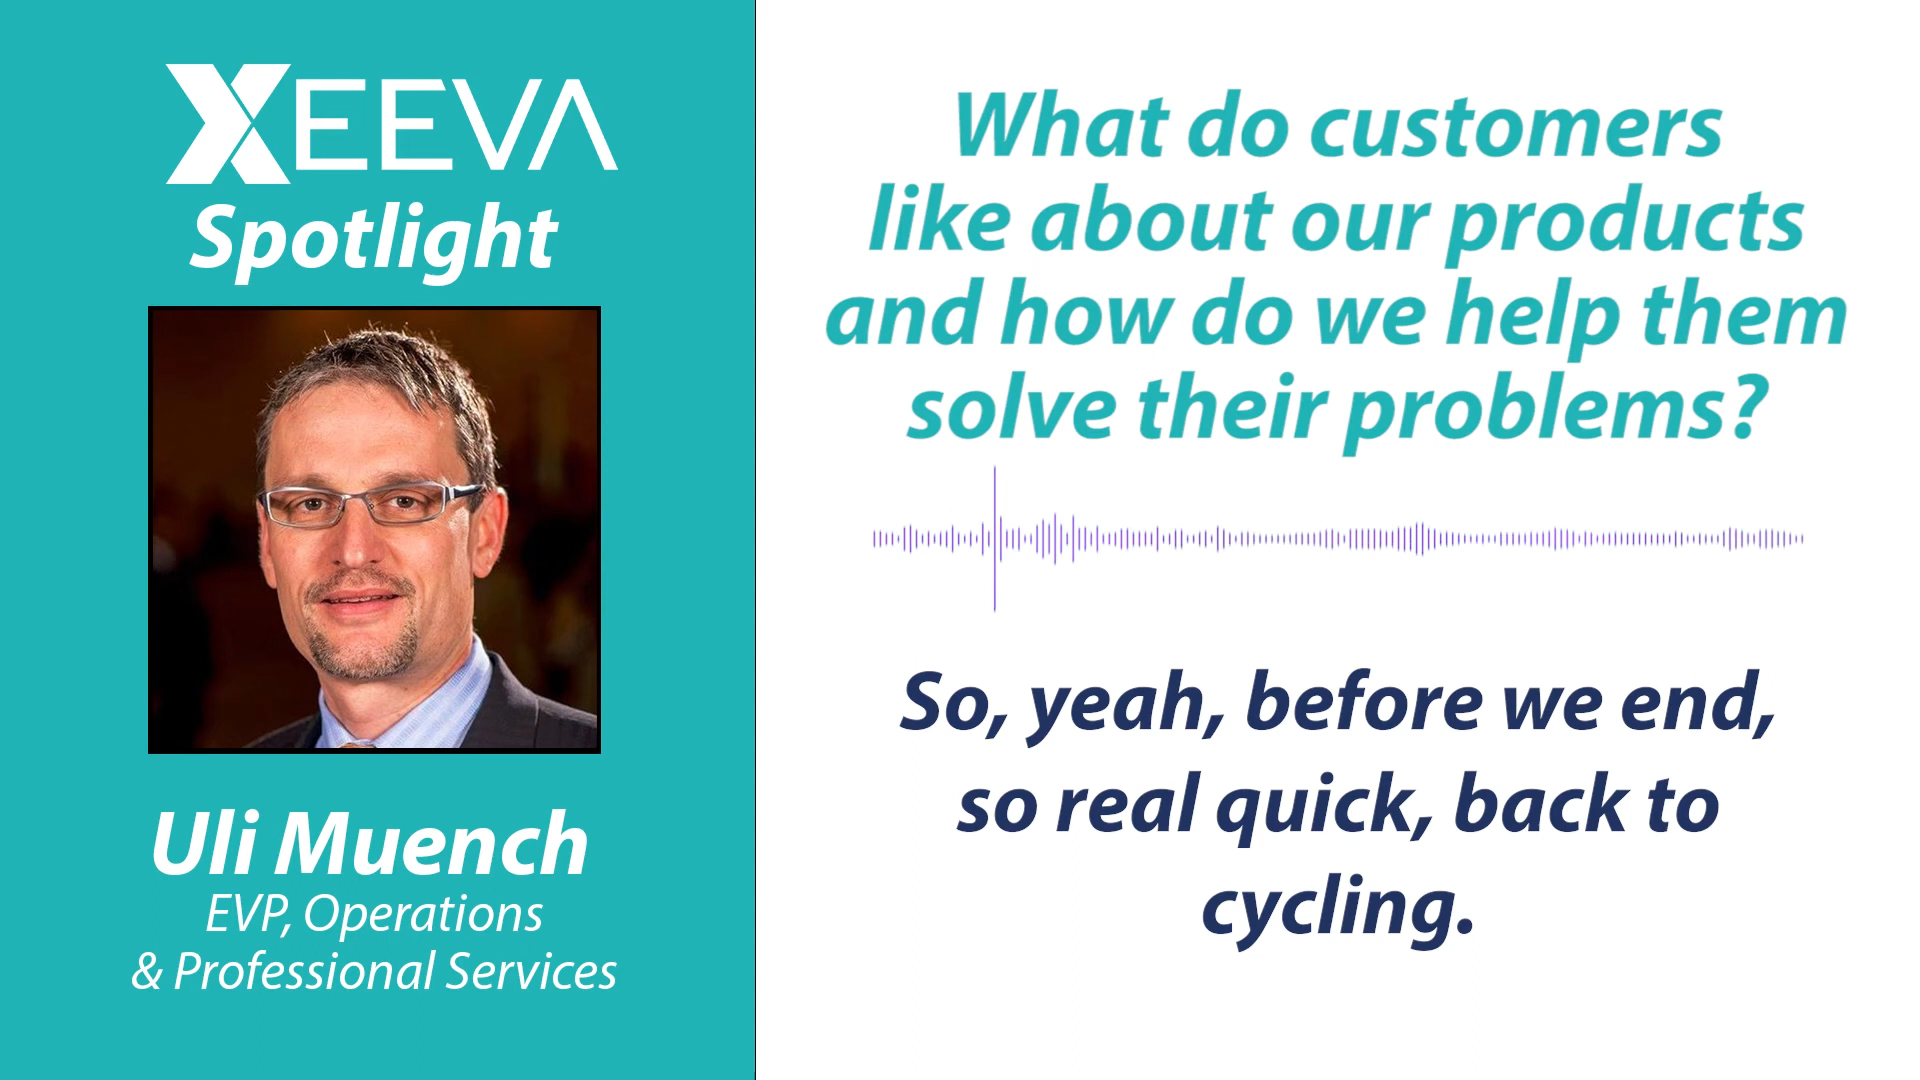 XEEVA
Spotlight
Uli Muench
EVP, Operations
& Professional Services
What do customers
like about our products
and how do we help them
solve their problems?
So, yeah, before we end,
so real quick, back to
cycling.